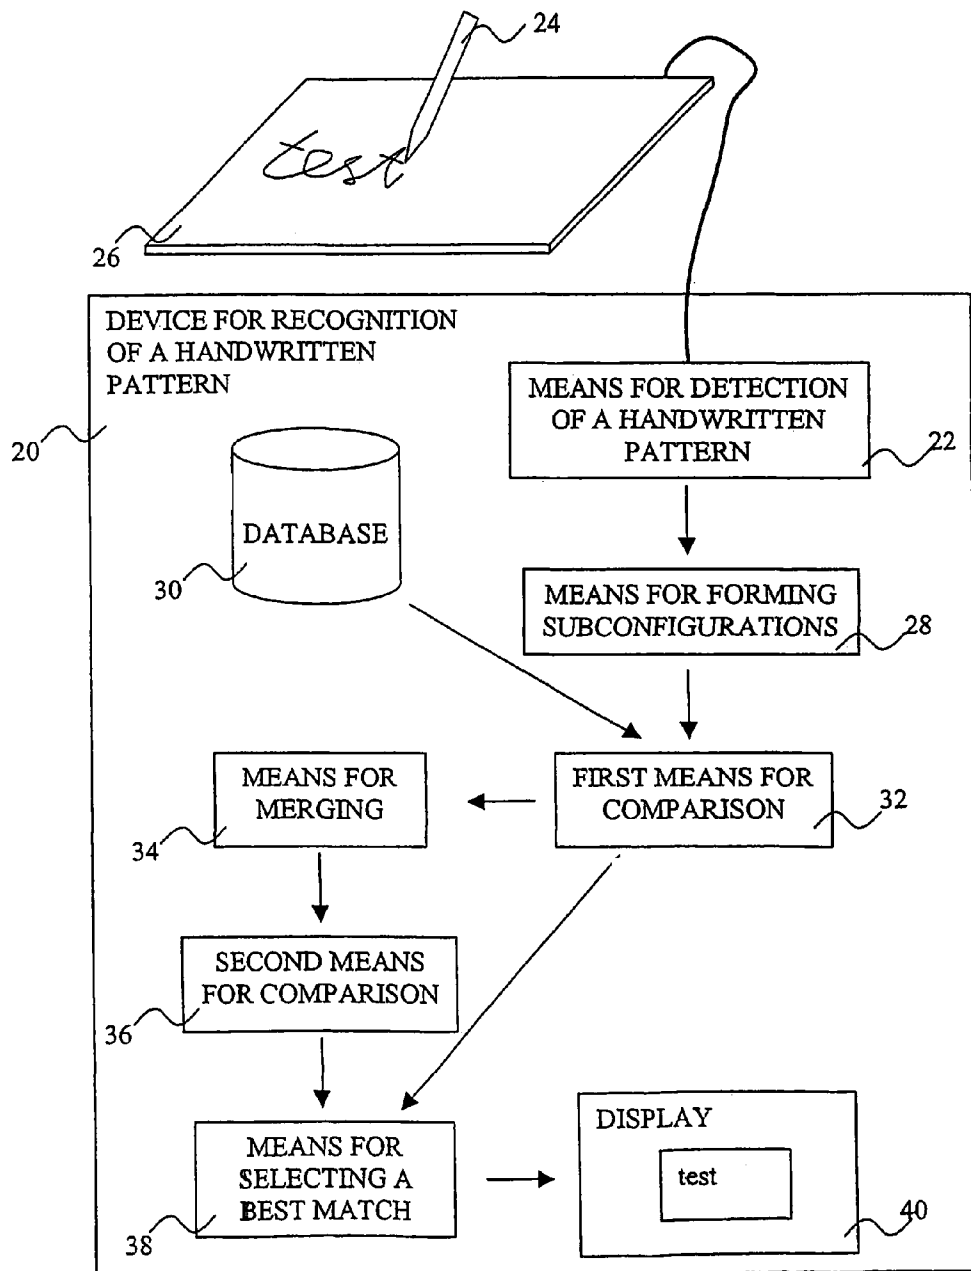 24
test
26
DEVICE FOR RECOGNITION
OF A HANDWRITTEN
PATTERN
MEANS FOR DETECTION
OF A HANDWRITTEN
PATTERN
20
22
DATABASE
30
MEANS FOR FORMING
SUBCONFIGURATIONS
28
MEANS FOR
MERGING
34
FIRST MEANS FOR
COMPARISON
32
SECOND MEANS
FOR COMPARISON
36
MEANS FOR
SELECTING A
BEST MATCH
38
DISPLAY
test
40